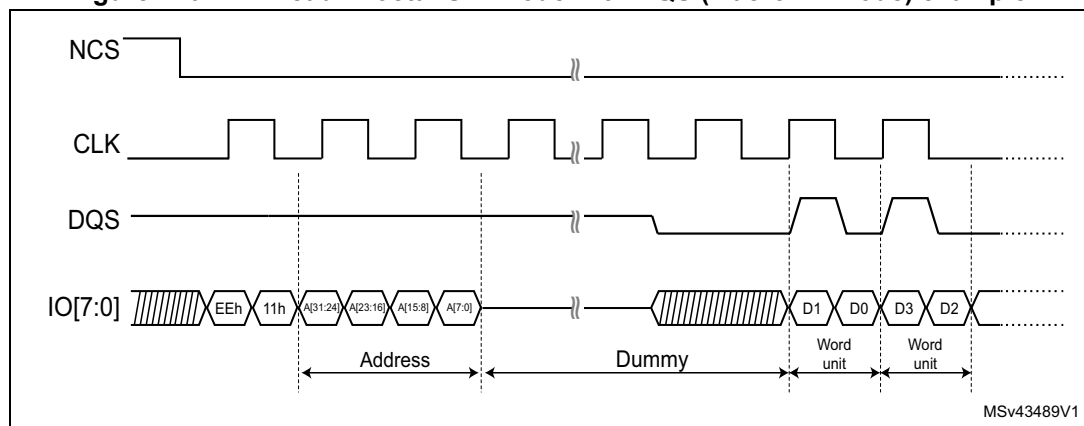 NCS
CLK
DQS
IO[7:0] EEh 11h A[31:24] A[23:16] A[15:8] A[7:0] D1 D0 D3 D2
Address Dummy Word unit Word unit
MSv43489V1